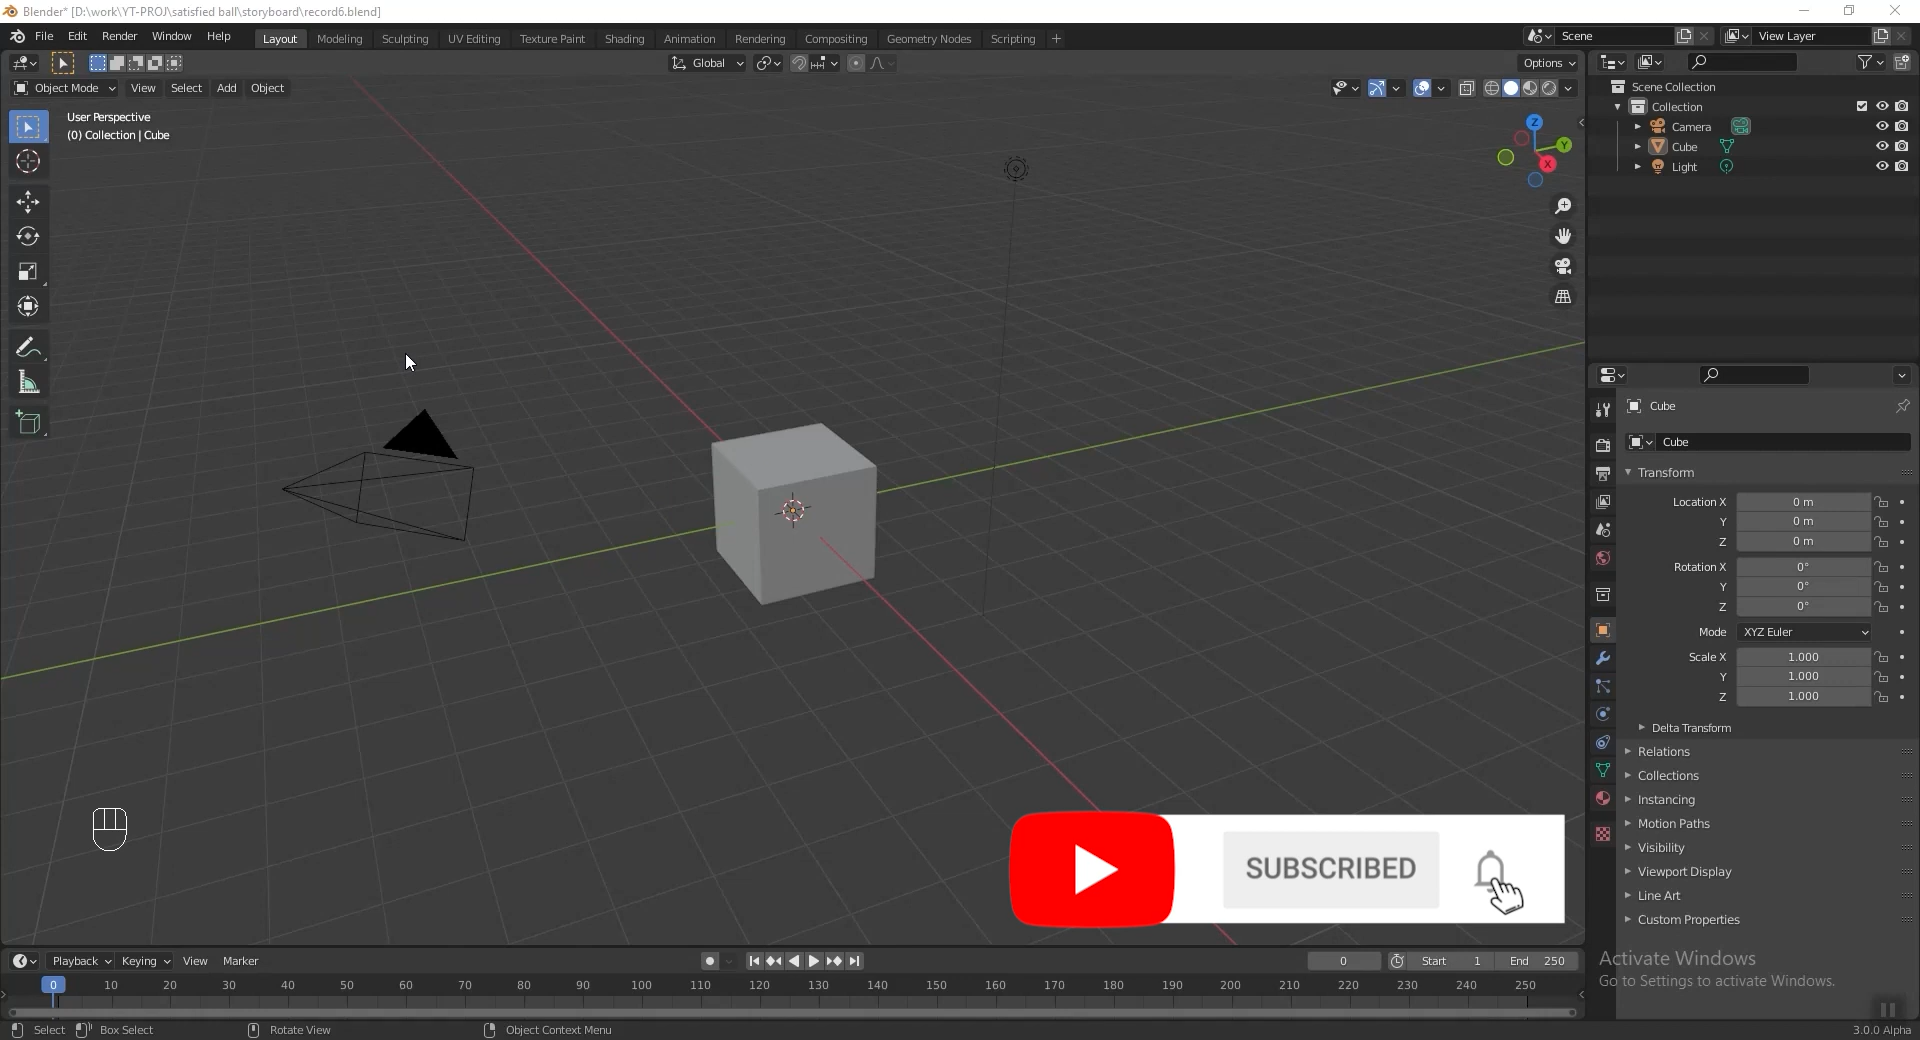 Blender* [D:\work\YT-PROJ\satisfied ball\storyboard\record6.blend]
File Edit Render Window Help Layout Modeling Sculpting UV Editing Texture Paint Shading Animation Rendering Compositing Geometry Nodes Scripting + Scene View Layer
Global Options
Object Mode View Select Add Object
User Perspective
(0) Collection | Cube
Z
Y
X
Scene Collection
Collection
Camera
Cube
Light
Cube
Cube
Transform
Location X 0 m
Y 0 m
Z 0 m
Rotation X 0°
Y 0°
Z 0°
Mode XYZ Euler
Scale X 1.000
Y 1.000
Z 1.000
Delta Transform
Relations
Collections
Instancing
Motion Paths
Visibility
Viewport Display
Line Art
Custom Properties
SUBSCRIBED
Activate Windows
Go to Settings to activate Windows.
Playback Keying View Marker 0 Start 1 End 250
0 10 20 30 40 50 60 70 80 90 100 110 120 130 140 150 160 170 180 190 200 210 220 230 240 250
Select Box Select Rotate View Object Context Menu 3.0.0 Alpha